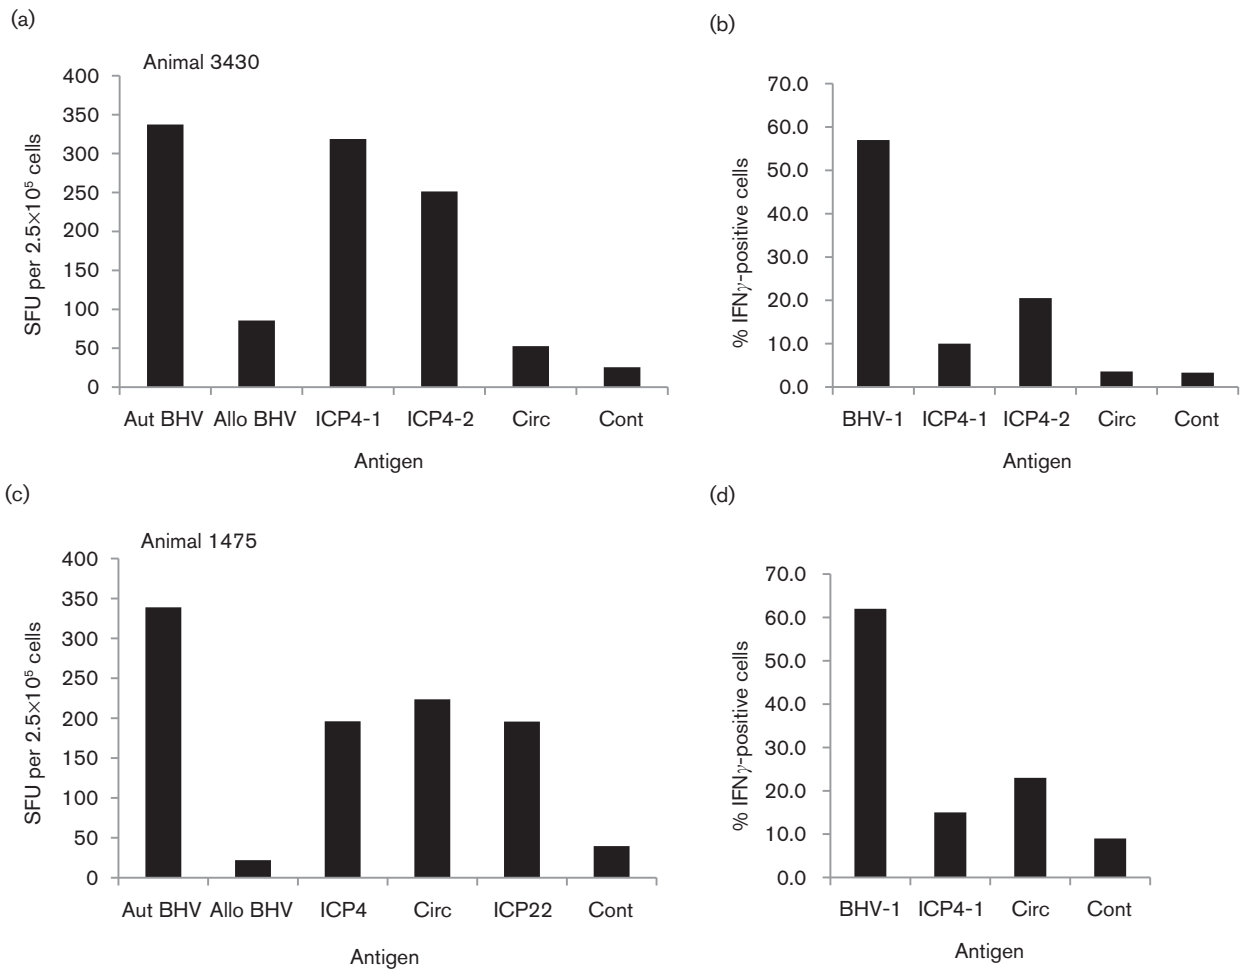 (a)
Animal 3430
SFU per 2.5×10⁵ cells
400
350
300
250
200
150
100
50
0
Aut BHV Allo BHV ICP4-1 ICP4-2 Circ Cont
Antigen
(b)
% IFNγ-positive cells
70.0
60.0
50.0
40.0
30.0
20.0
10.0
0.0
BHV-1 ICP4-1 ICP4-2 Circ Cont
Antigen
(c)
Animal 1475
SFU per 2.5×10⁵ cells
400
350
300
250
200
150
100
50
0
Aut BHV Allo BHV ICP4 Circ ICP22 Cont
Antigen
(d)
% IFNγ-positive cells
70.0
60.0
50.0
40.0
30.0
20.0
10.0
0.0
BHV-1 ICP4-1 Circ Cont
Antigen